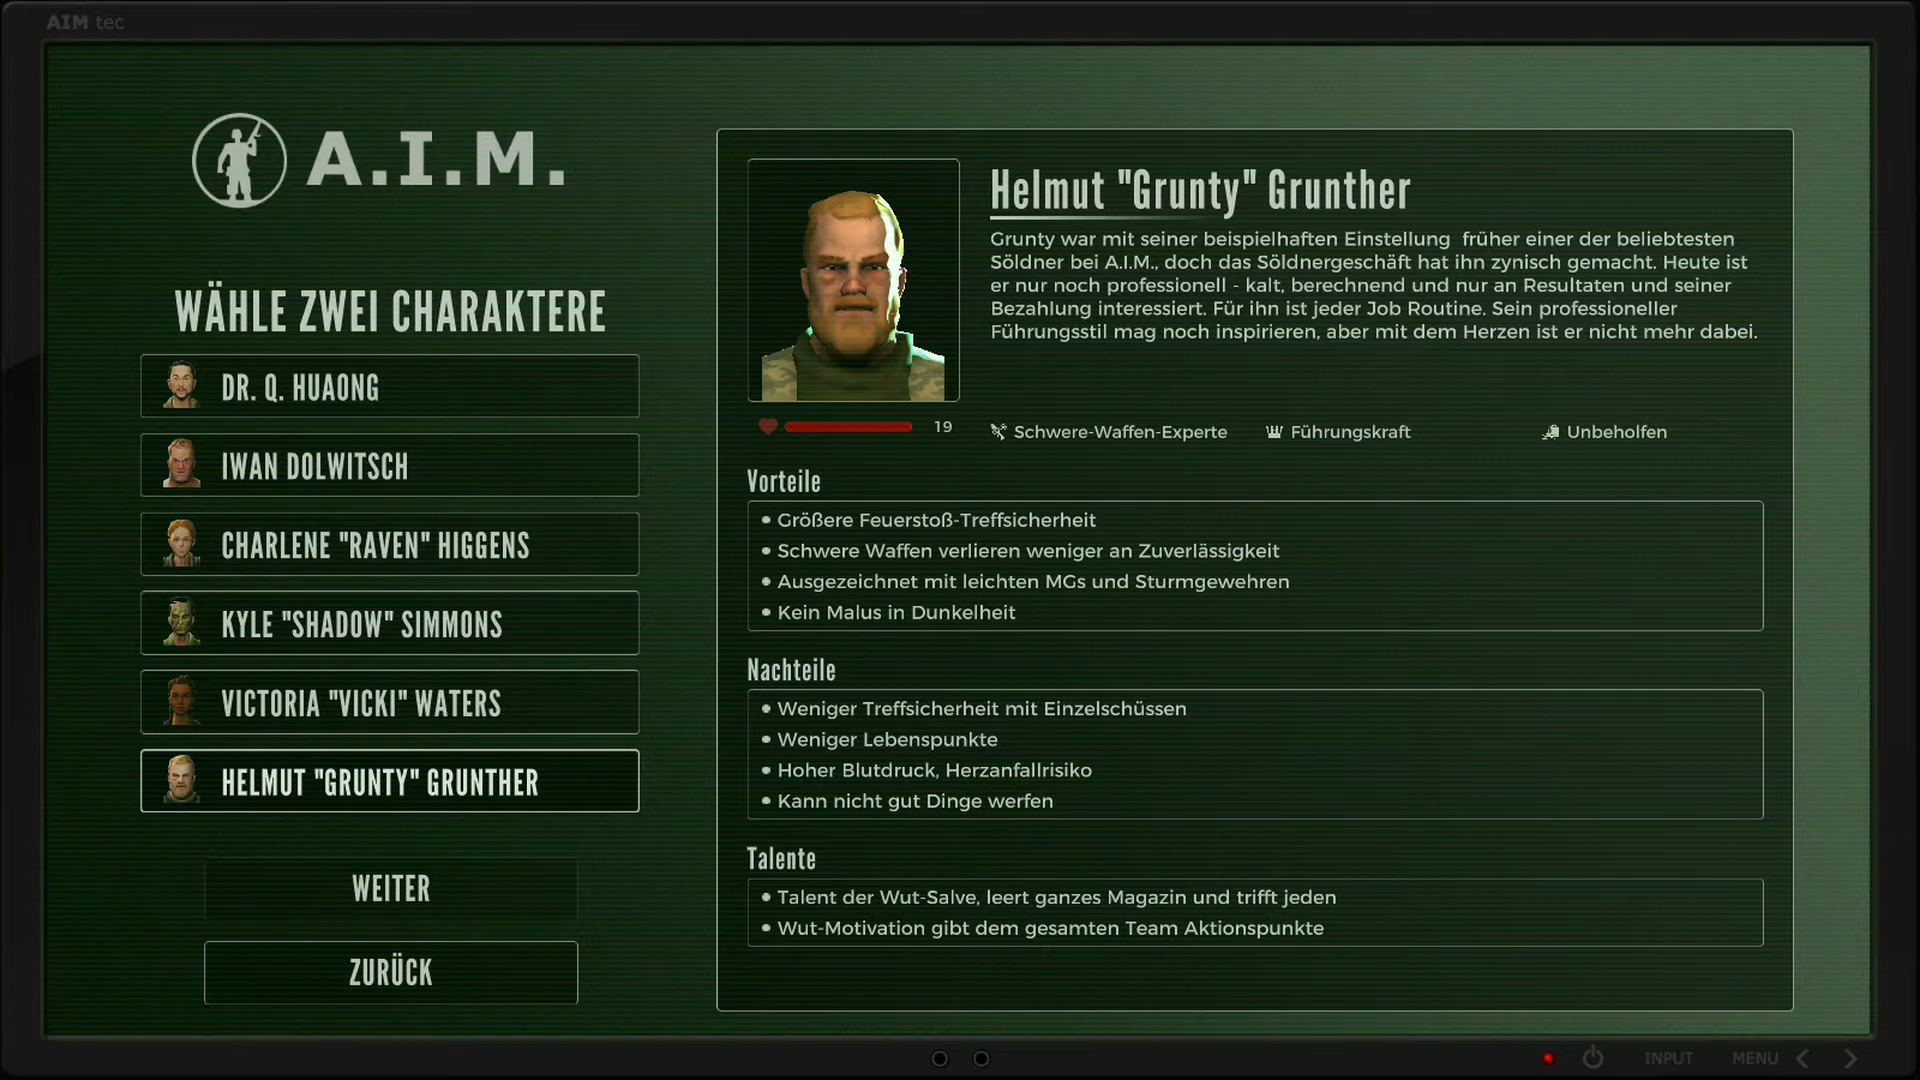 AIM tec
A.I.M.
WÄHLE ZWEI CHARAKTERE
DR. Q. HUAONG
IWAN DOLWITSCH
CHARLENE "RAVEN" HIGGENS
KYLE "SHADOW" SIMMONS
VICTORIA "VICKI" WATERS
HELMUT "GRUNTY" GRUNTHER
WEITER
ZURÜCK
Helmut "Grunty" Grunther
Grunty war mit seiner beispielhaften Einstellung  früher einer der beliebtesten
Söldner bei A.I.M., doch das Söldnergeschäft hat ihn zynisch gemacht. Heute ist
er nur noch professionell - kalt, berechnend und nur an Resultaten und seiner
Bezahlung interessiert. Für ihn ist jeder Job Routine. Sein professioneller
Führungsstil mag noch inspirieren, aber mit dem Herzen ist er nicht mehr dabei.
19
Schwere-Waffen-Experte
Führungskraft
Unbeholfen
Vorteile
• Größere Feuerstoß-Treffsicherheit
• Schwere Waffen verlieren weniger an Zuverlässigkeit
• Ausgezeichnet mit leichten MGs und Sturmgewehren
• Kein Malus in Dunkelheit
Nachteile
• Weniger Treffsicherheit mit Einzelschüssen
• Weniger Lebenspunkte
• Hoher Blutdruck, Herzanfallrisiko
• Kann nicht gut Dinge werfen
Talente
• Talent der Wut-Salve, leert ganzes Magazin und trifft jeden
• Wut-Motivation gibt dem gesamten Team Aktionspunkte
INPUT
MENU